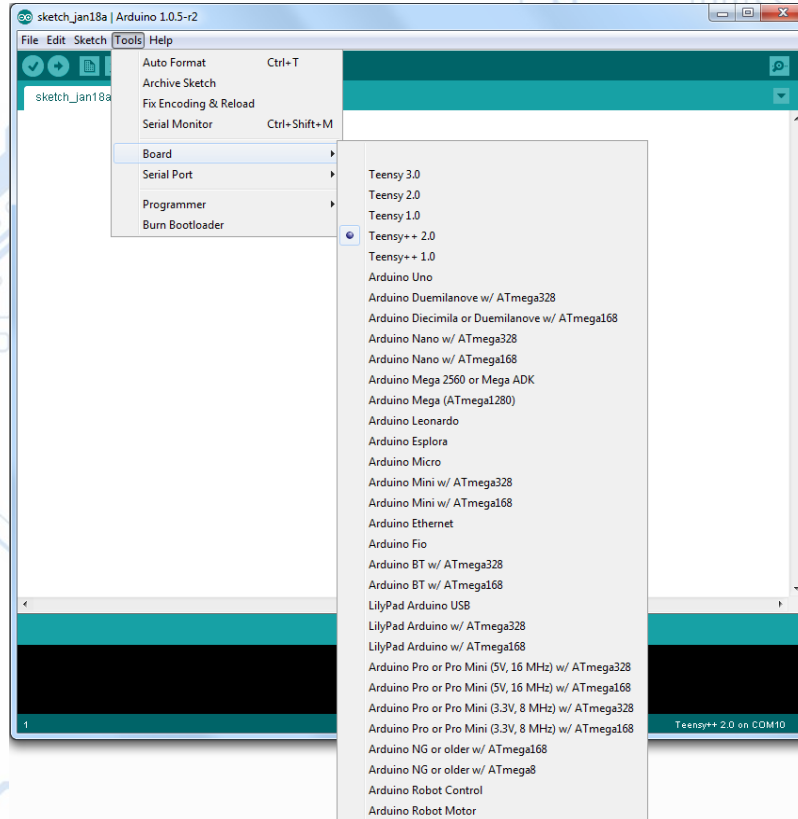 sketch_jan18a | Arduino 1.0.5-r2
File Edit Sketch Tools Help
sketch_jan18a
Auto Format Ctrl+T
Archive Sketch
Fix Encoding & Reload
Serial Monitor Ctrl+Shift+M
Board
Serial Port
Programmer
Burn Bootloader
Teensy 3.0
Teensy 2.0
Teensy 1.0
Teensy++ 2.0
Teensy++ 1.0
Arduino Uno
Arduino Duemilanove w/ ATmega328
Arduino Diecimila or Duemilanove w/ ATmega168
Arduino Nano w/ ATmega328
Arduino Nano w/ ATmega168
Arduino Mega 2560 or Mega ADK
Arduino Mega (ATmega1280)
Arduino Leonardo
Arduino Esplora
Arduino Micro
Arduino Mini w/ ATmega328
Arduino Mini w/ ATmega168
Arduino Ethernet
Arduino Fio
Arduino BT w/ ATmega328
Arduino BT w/ ATmega168
LilyPad Arduino USB
LilyPad Arduino w/ ATmega328
LilyPad Arduino w/ ATmega168
Arduino Pro or Pro Mini (5V, 16 MHz) w/ ATmega328
Arduino Pro or Pro Mini (5V, 16 MHz) w/ ATmega168
Arduino Pro or Pro Mini (3.3V, 8 MHz) w/ ATmega328
Arduino Pro or Pro Mini (3.3V, 8 MHz) w/ ATmega168
Arduino NG or older w/ ATmega168
Arduino NG or older w/ ATmega8
Arduino Robot Control
Arduino Robot Motor
1
Teensy++ 2.0 on COM10